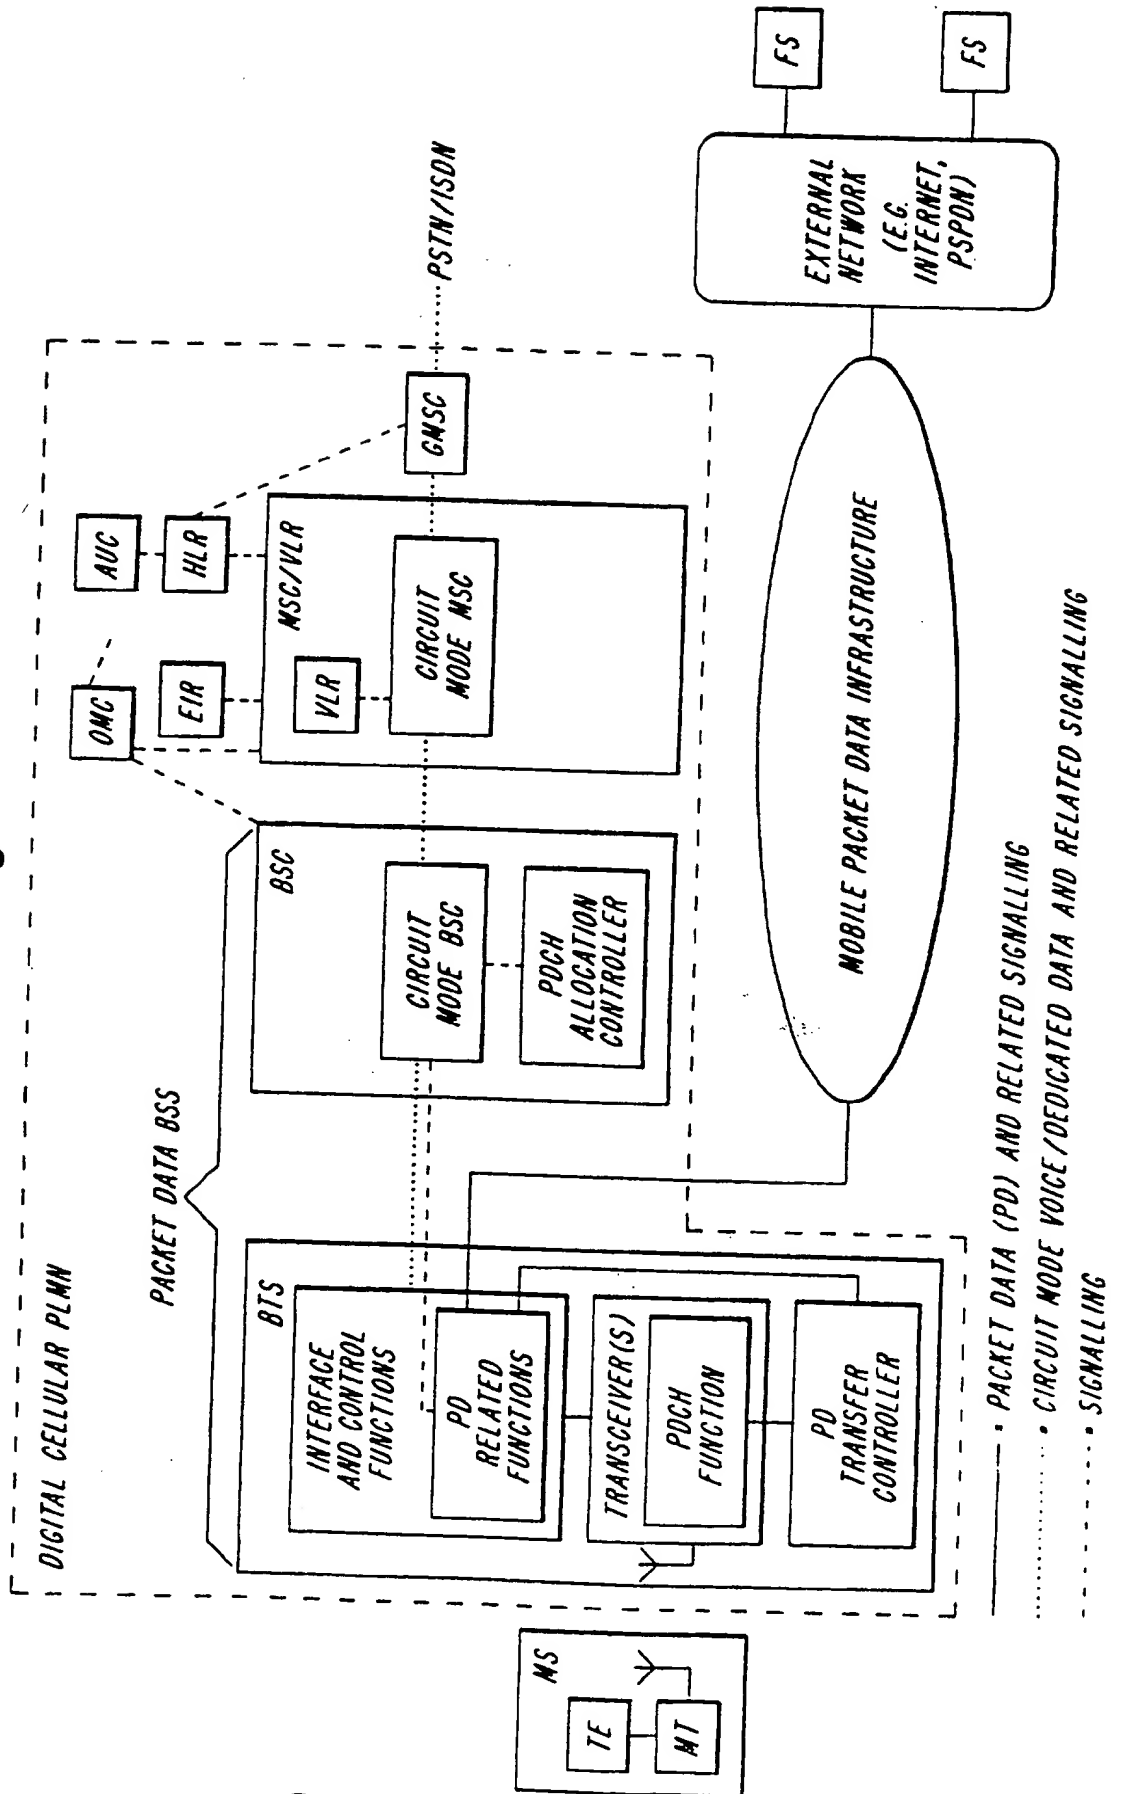 DIGITAL CELLULAR PLMN
PACKET DATA BSS
OMC
AUC
EIR
HLR
BTS
BSC
MSC/VLR
VLR
INTERFACE
AND CONTROL
FUNCTIONS
PD
RELATED
FUNCTIONS
CIRCUIT
MODE BSC
CIRCUIT
MODE MSC
GMSC
PSTN/ISDN
PDCH
ALLOCATION
CONTROLLER
MS
TE
MT
TRANSCEIVER(S)
PDCH
FUNCTION
PD
TRANSFER
CONTROLLER
MOBILE PACKET DATA INFRASTRUCTURE
EXTERNAL
NETWORK
(E.G.
INTERNET,
PSPDN)
FS
FS
PACKET DATA (PD) AND RELATED SIGNALLING
CIRCUIT MODE VOICE/DEDICATED DATA AND RELATED SIGNALLING
SIGNALLING